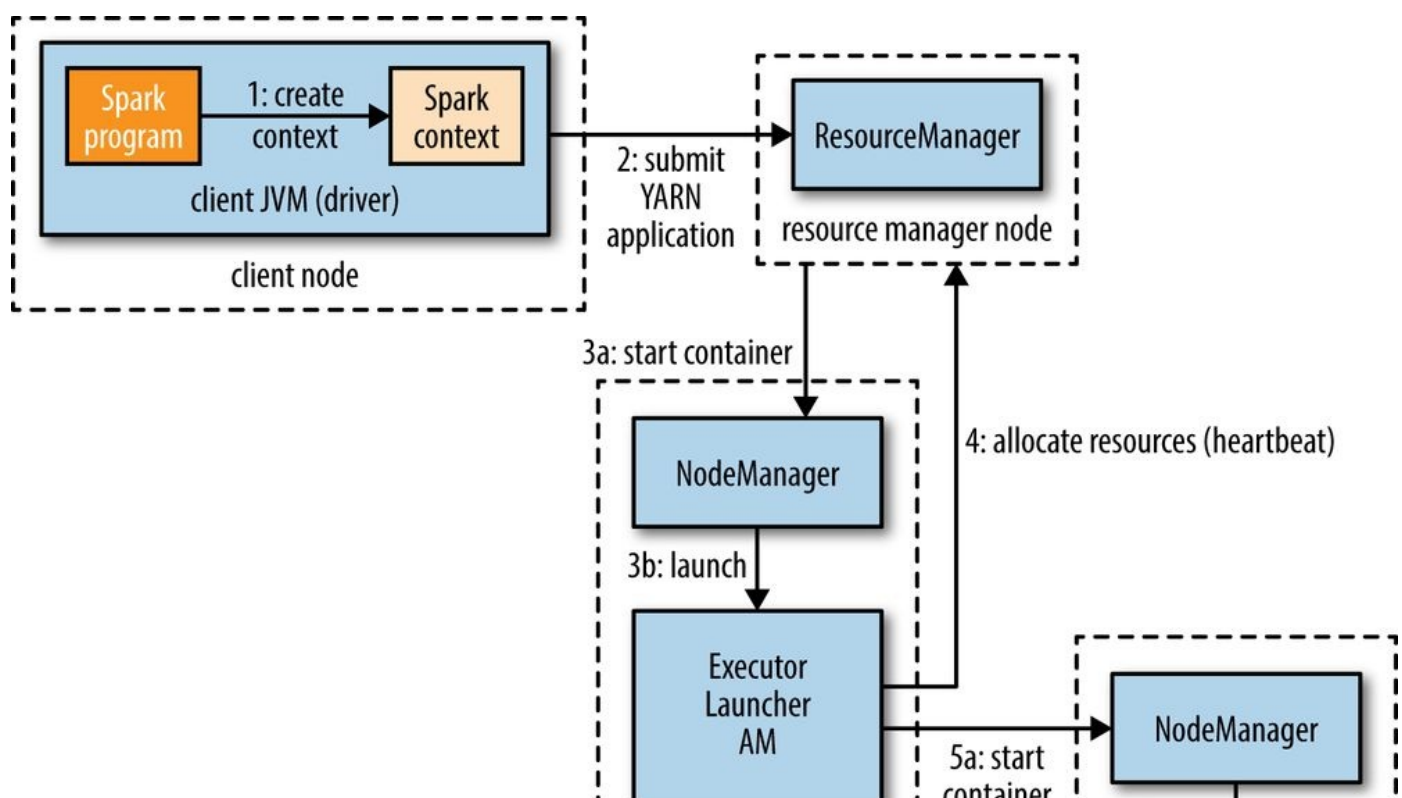 Spark
program
1: create
context
Spark
context
client JVM (driver)
client node
2: submit
YARN
application
ResourceManager
resource manager node
3a: start container
4: allocate resources (heartbeat)
NodeManager
3b: launch
Executor
Launcher
AM
NodeManager
5a: start
container